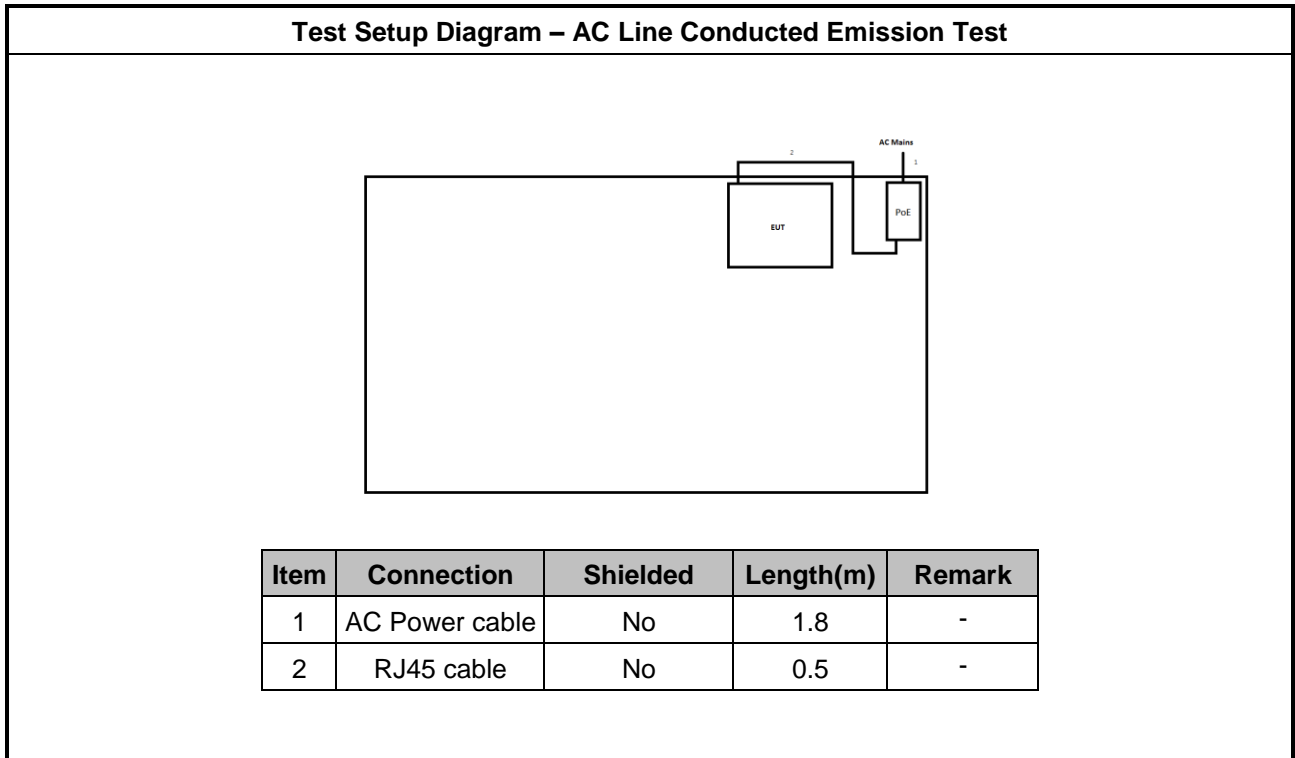 Test Setup Diagram – AC Line Conducted Emission Test
AC Mains
2
1
PoE
EUT
Item Connection Shielded Length(m) Remark
1 AC Power cable No 1.8 -
2 RJ45 cable No 0.5 -